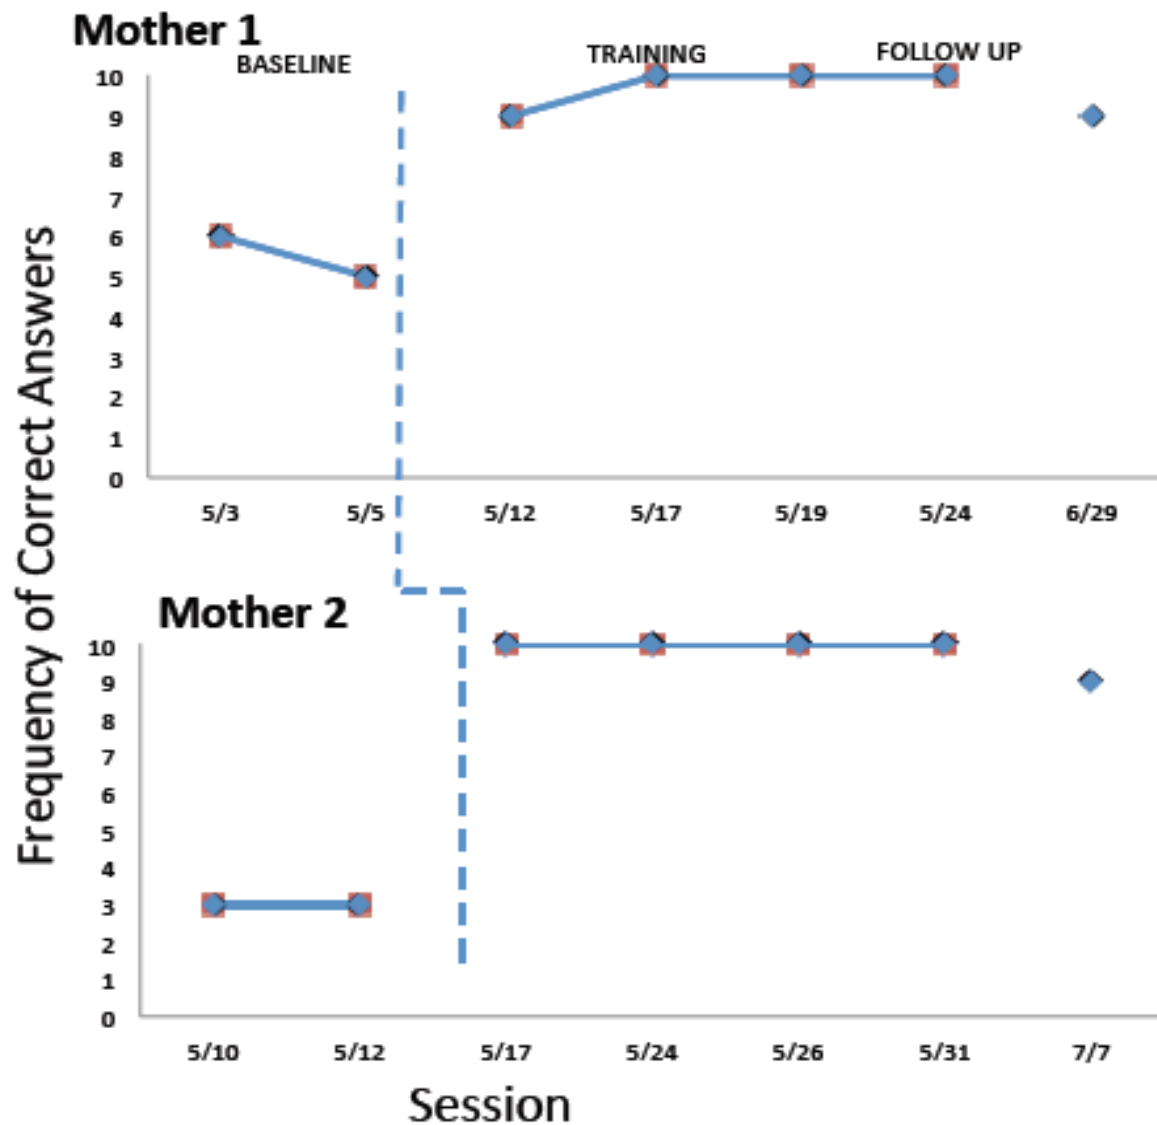 Mother 1
BASELINE
TRAINING
FOLLOW UP
10
9
8
7
6
5
4
3
2
1
0
5/3 5/5 5/12 5/17 5/19 5/24 6/29
Frequency of Correct Answers
Mother 2
10
9
8
7
6
5
4
3
2
1
0
5/10 5/12 5/17 5/24 5/26 5/31 7/7
Session